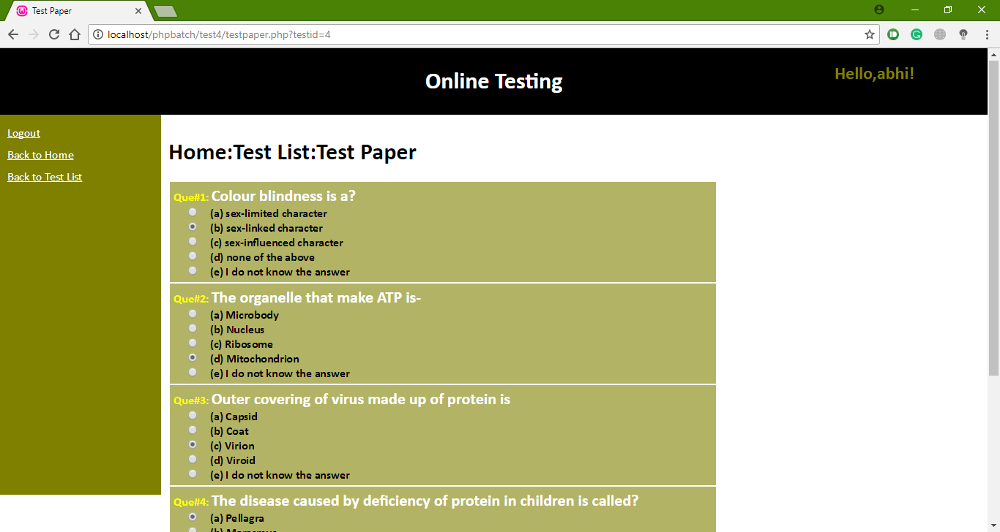 Test Paper
localhost/phpbatch/test4/testpaper.php?testid=4
Online Testing
Hello,abhi!
Logout
Back to Home
Back to Test List
Home:Test List:Test Paper
Que#1: Colour blindness is a?
(a) sex-limited character
(b) sex-linked character
(c) sex-influenced character
(d) none of the above
(e) I do not know the answer
Que#2: The organelle that make ATP is-
(a) Microbody
(b) Nucleus
(c) Ribosome
(d) Mitochondrion
(e) I do not know the answer
Que#3: Outer covering of virus made up of protein is
(a) Capsid
(b) Coat
(c) Virion
(d) Viroid
(e) I do not know the answer
Que#4: The disease caused by deficiency of protein in children is called?
(a) Pellagra